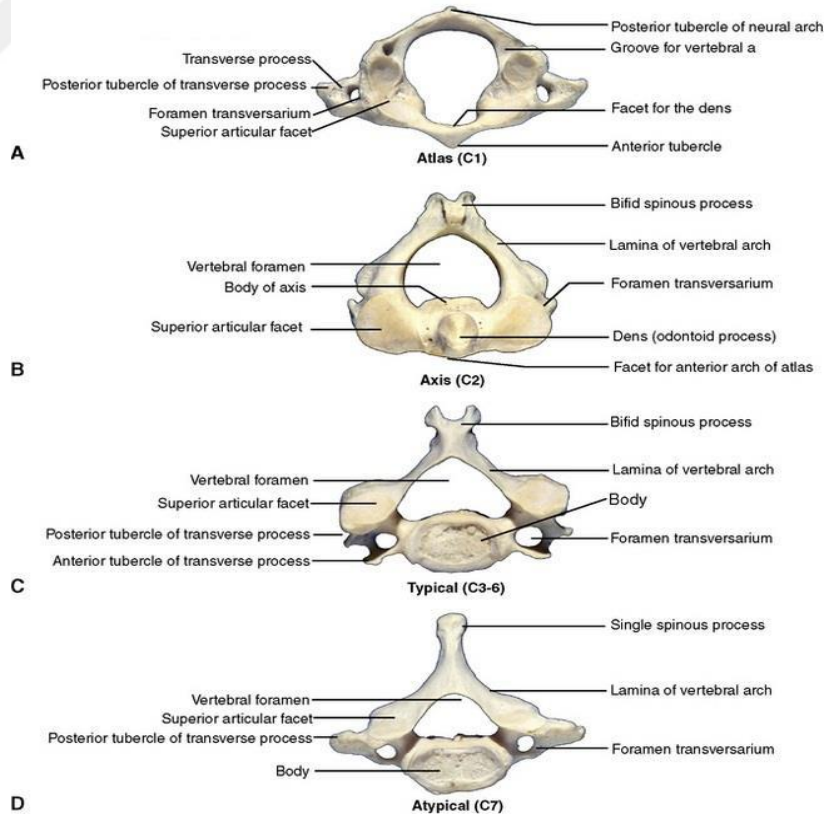 Posterior tubercle of neural arch
Groove for vertebral a
Transverse process
Posterior tubercle of transverse process
Foramen transversarium
Superior articular facet
Facet for the dens
Anterior tubercle
A
Atlas (C1)
Bifid spinous process
Lamina of vertebral arch
Vertebral foramen
Body of axis
Foramen transversarium
Superior articular facet
Dens (odontoid process)
Facet for anterior arch of atlas
B
Axis (C2)
Bifid spinous process
Lamina of vertebral arch
Vertebral foramen
Superior articular facet
Body
Posterior tubercle of transverse process
Foramen transversarium
Anterior tubercle of transverse process
C
Typical (C3-6)
Single spinous process
Lamina of vertebral arch
Vertebral foramen
Superior articular facet
Posterior tubercle of transverse process
Foramen transversarium
Body
D
Atypical (C7)